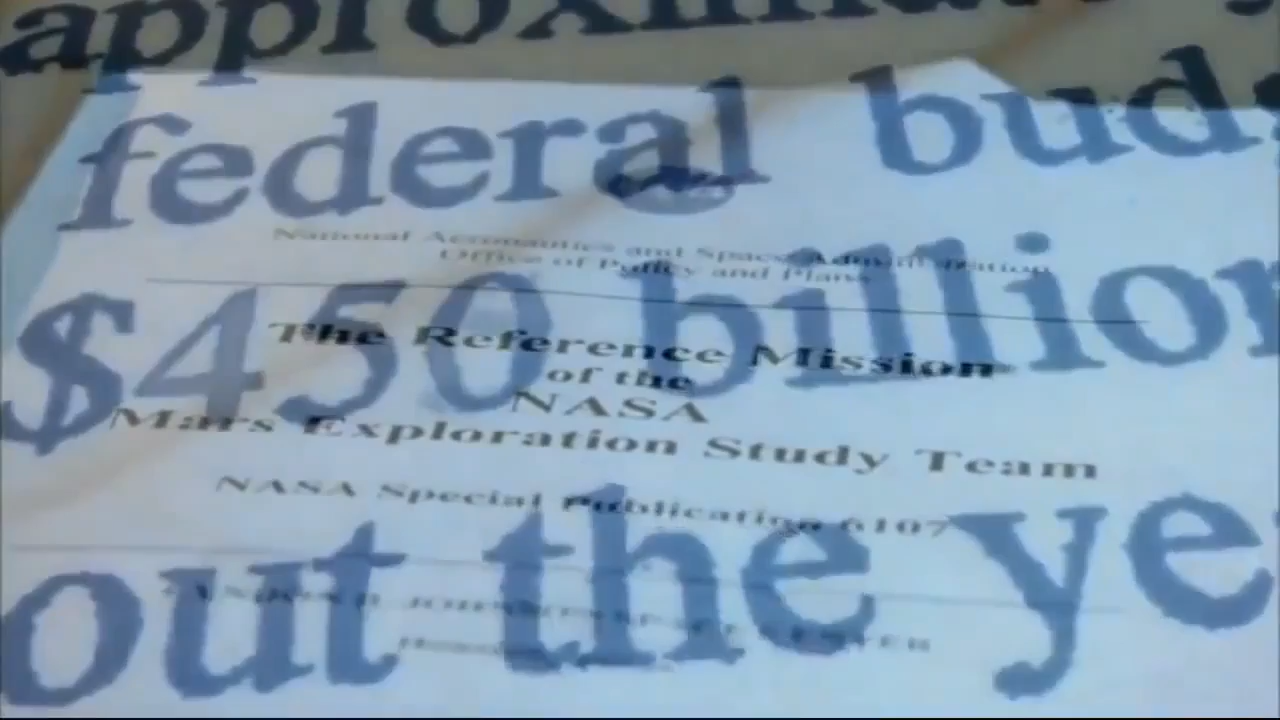 approximate
federal budg
National Aeronautics and Space Administration
Office of Policy and Plans
$450 billion
The Reference Mission
of the
NASA
Mars Exploration Study Team
NASA Special Publication 6107
out the ye